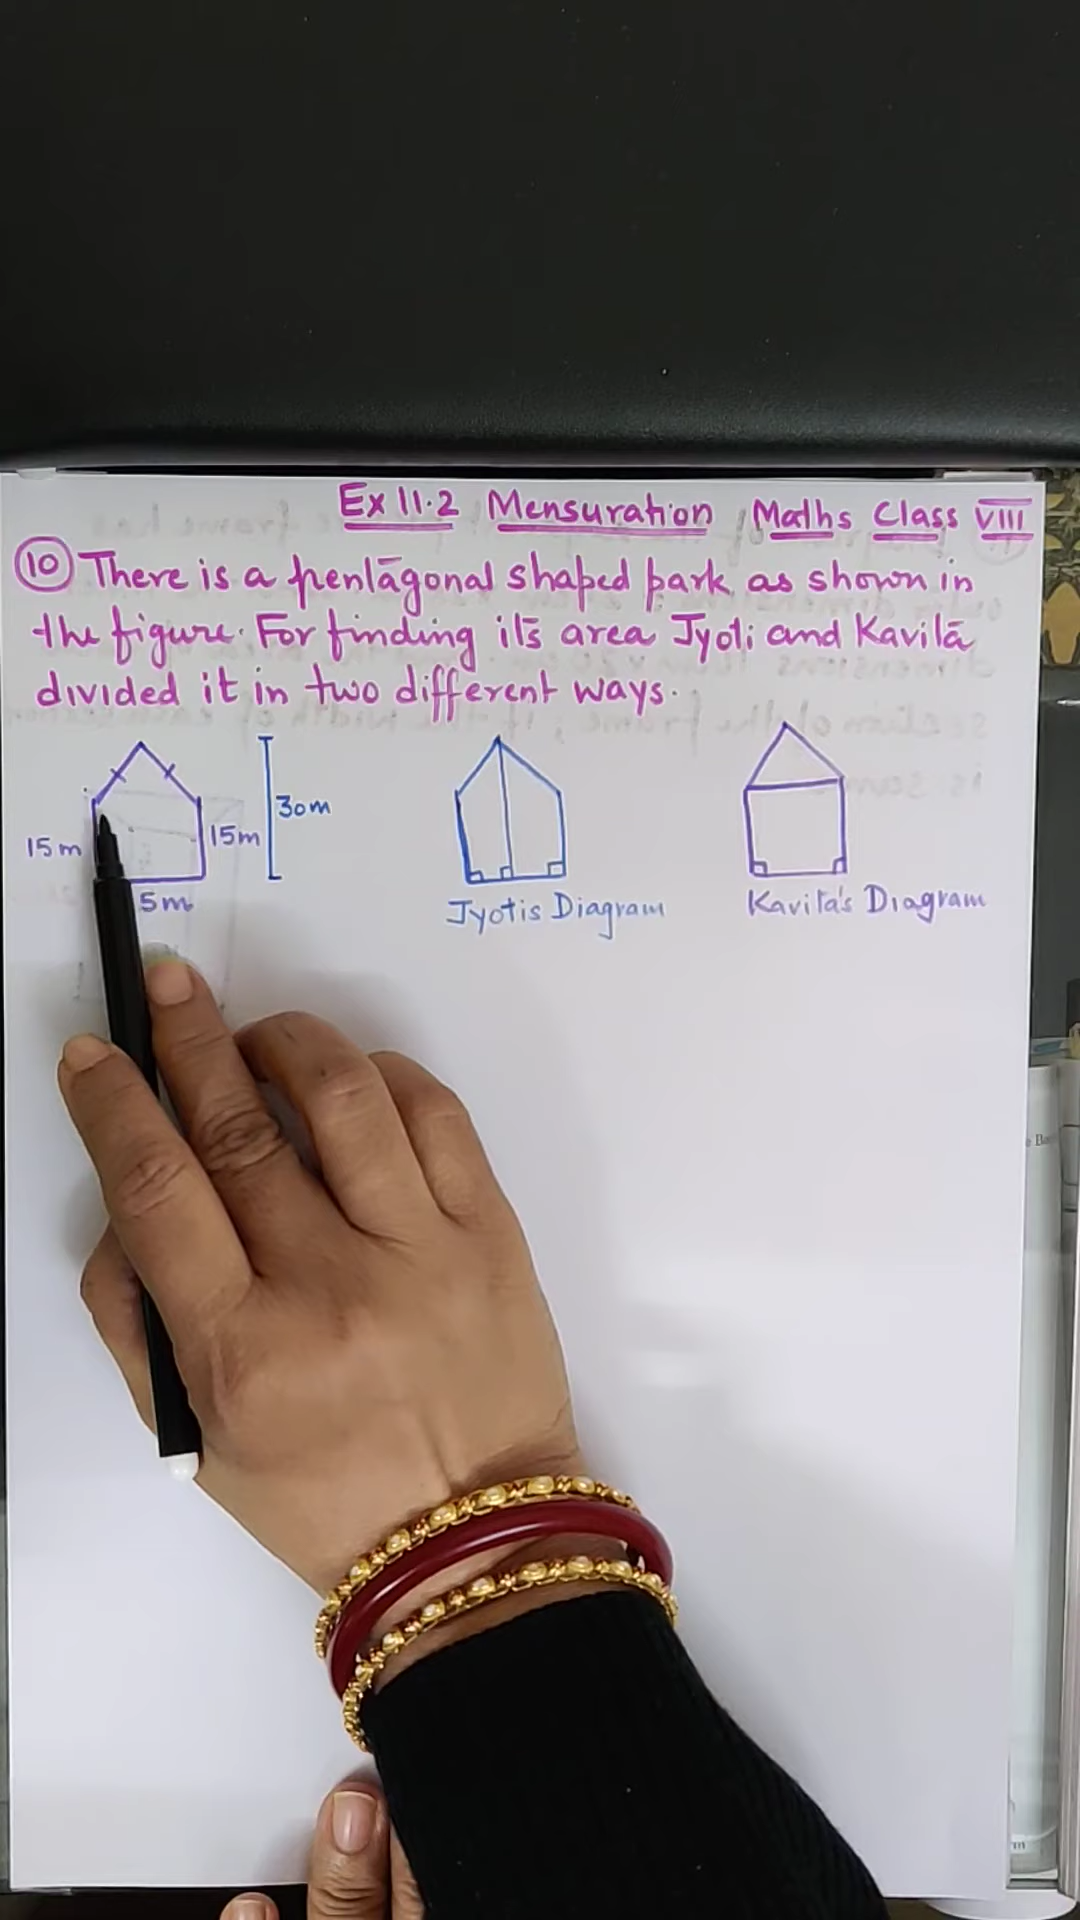 Ex 11.2 Mensuration Maths Class VIII
10 There is a pentagonal shaped park as shown in
the figure. For finding its area Jyoti and Kavita
divided it in two different ways.
30m
15m 15m
5m
Jyotis Diagram Kavita's Diagram